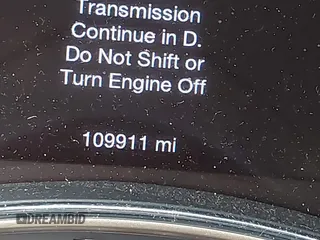 Transmission
Continue in D.
Do Not Shift or
Turn Engine Off
109911 mi
DREAMBID